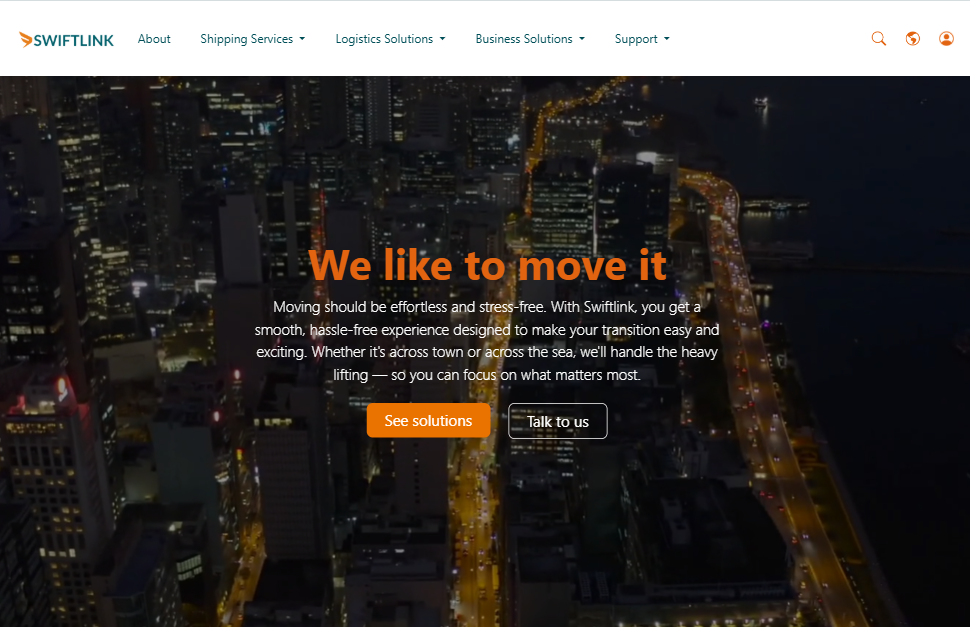 SWIFTLINK
About
Shipping Services
Logistics Solutions
Business Solutions
Support
We like to move it
Moving should be effortless and stress-free. With Swiftlink, you get a
smooth, hassle-free experience designed to make your transition easy and
exciting. Whether it's across town or across the sea, we'll handle the heavy
lifting — so you can focus on what matters most.
See solutions
Talk to us